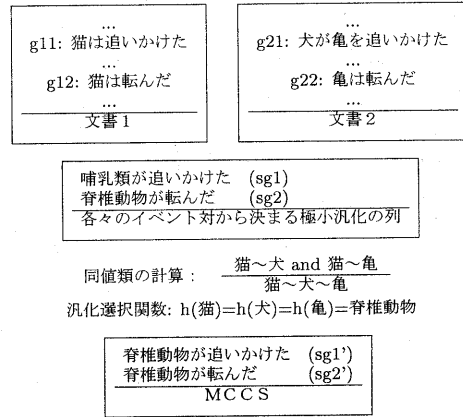 ...
g11: 猫は追いかけた
...
g12: 猫は転んだ
...
文書1
...
g21: 犬が亀を追いかけた
...
g22: 亀は転んだ
...
文書2
哺乳類が追いかけた (sg1)
脊椎動物が転んだ (sg2)
各々のイベント対から決まる極小汎化の列
同値類の計算: 猫〜犬 and 猫〜亀
猫〜犬〜亀
汎化選択関数: h(猫)=h(犬)=h(亀)=脊椎動物
脊椎動物が追いかけた (sg1')
脊椎動物が転んだ (sg2')
MCCS